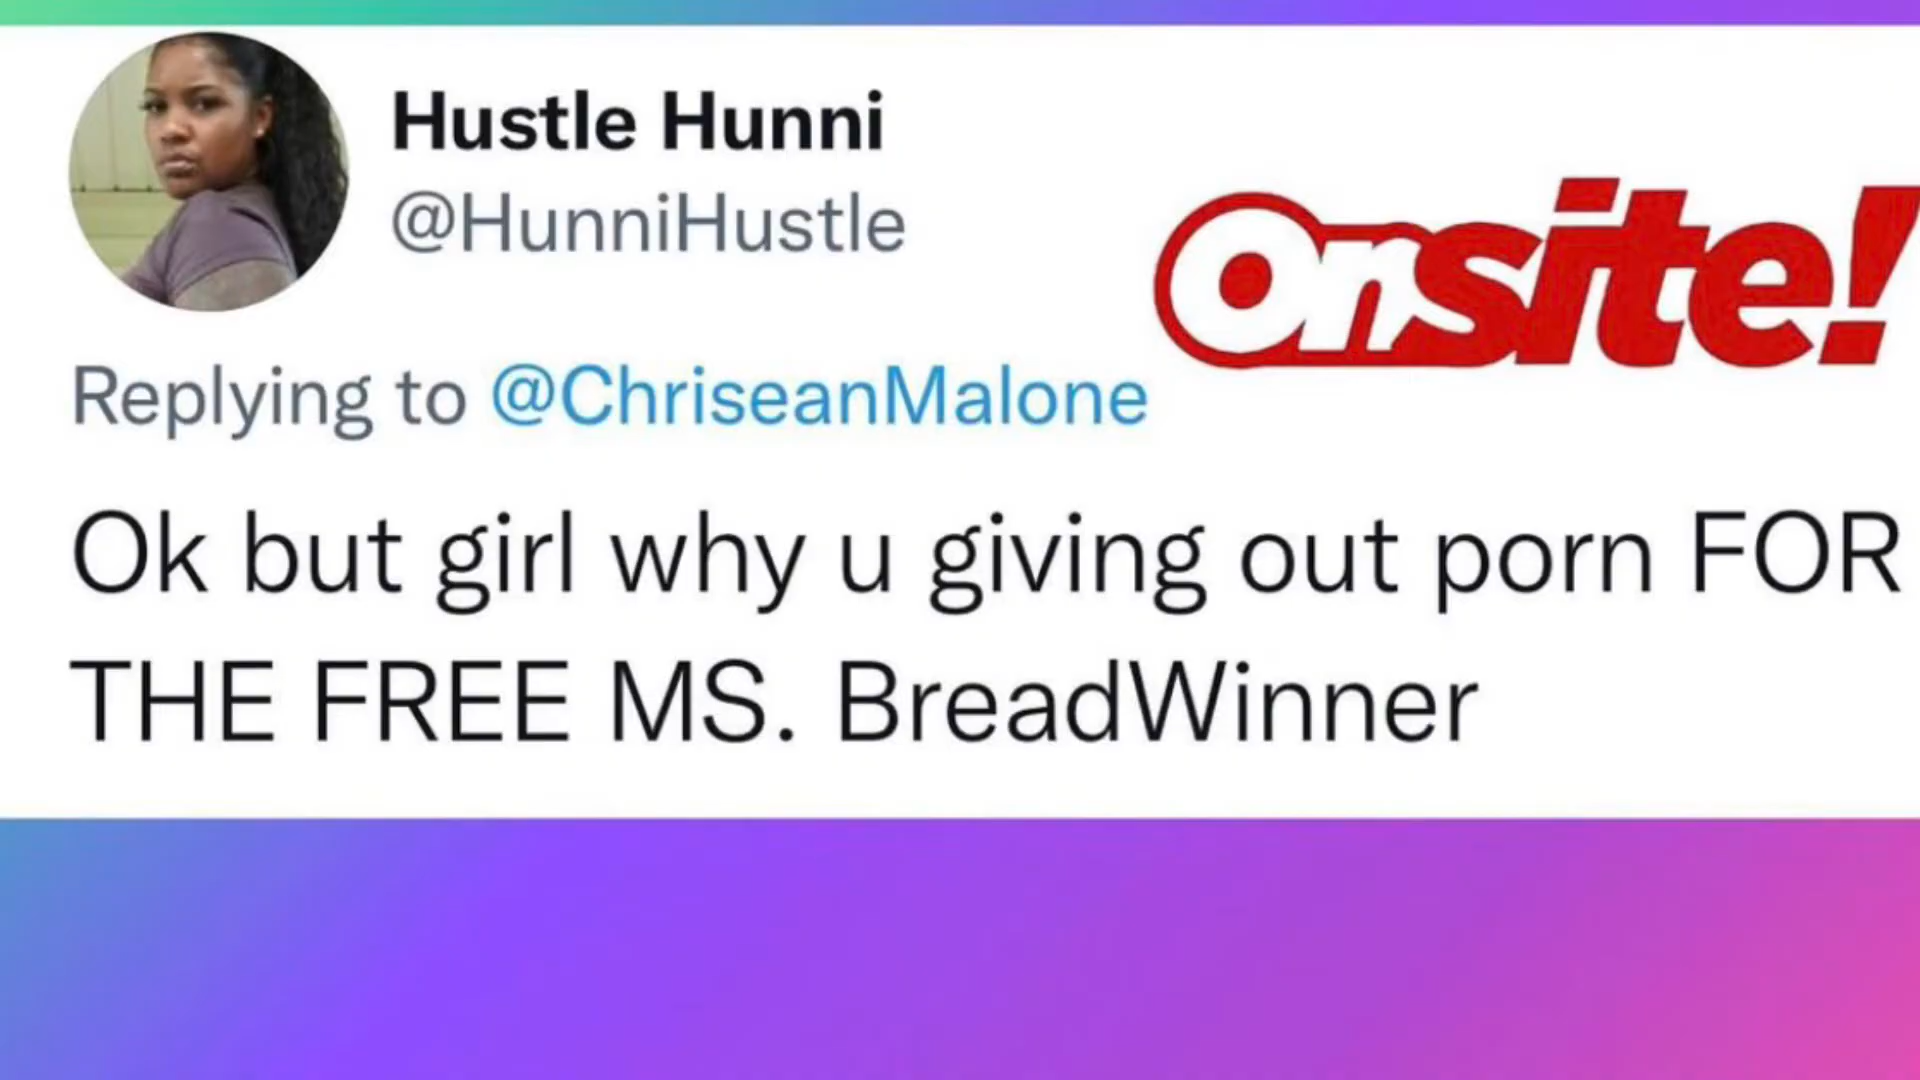 Hustle Hunni
@HunniHustle
Onsite!
Replying to @ChriseanMalone
Ok but girl why u giving out porn FOR
THE FREE MS. BreadWinner